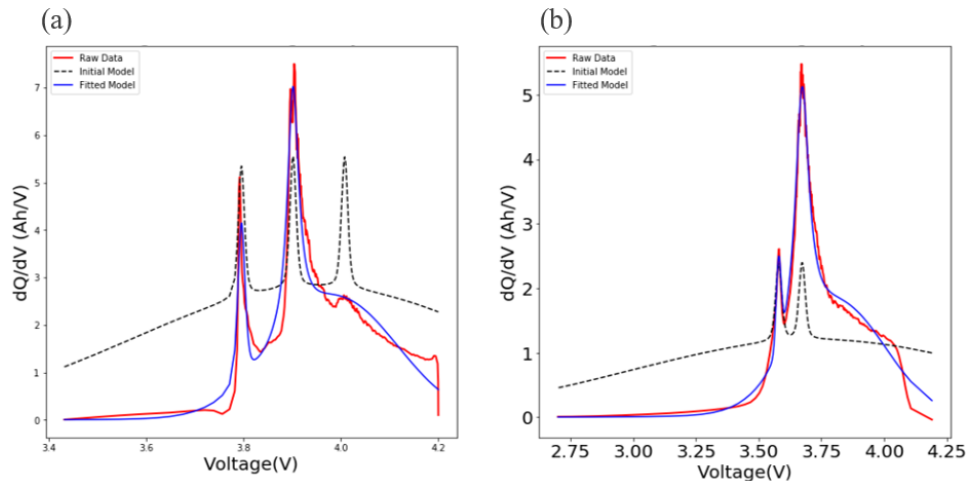 (a)
(b)
Raw Data
Initial Model
Fitted Model
7
6
5
4
3
2
1
0
dQ/dV (Ah/V)
3.4
3.6
3.8
4.0
4.2
Voltage(V)
Raw Data
Initial Model
Fitted Model
5
4
3
2
1
0
dQ/dV (Ah/V)
2.75
3.00
3.25
3.50
3.75
4.00
4.25
Voltage(V)